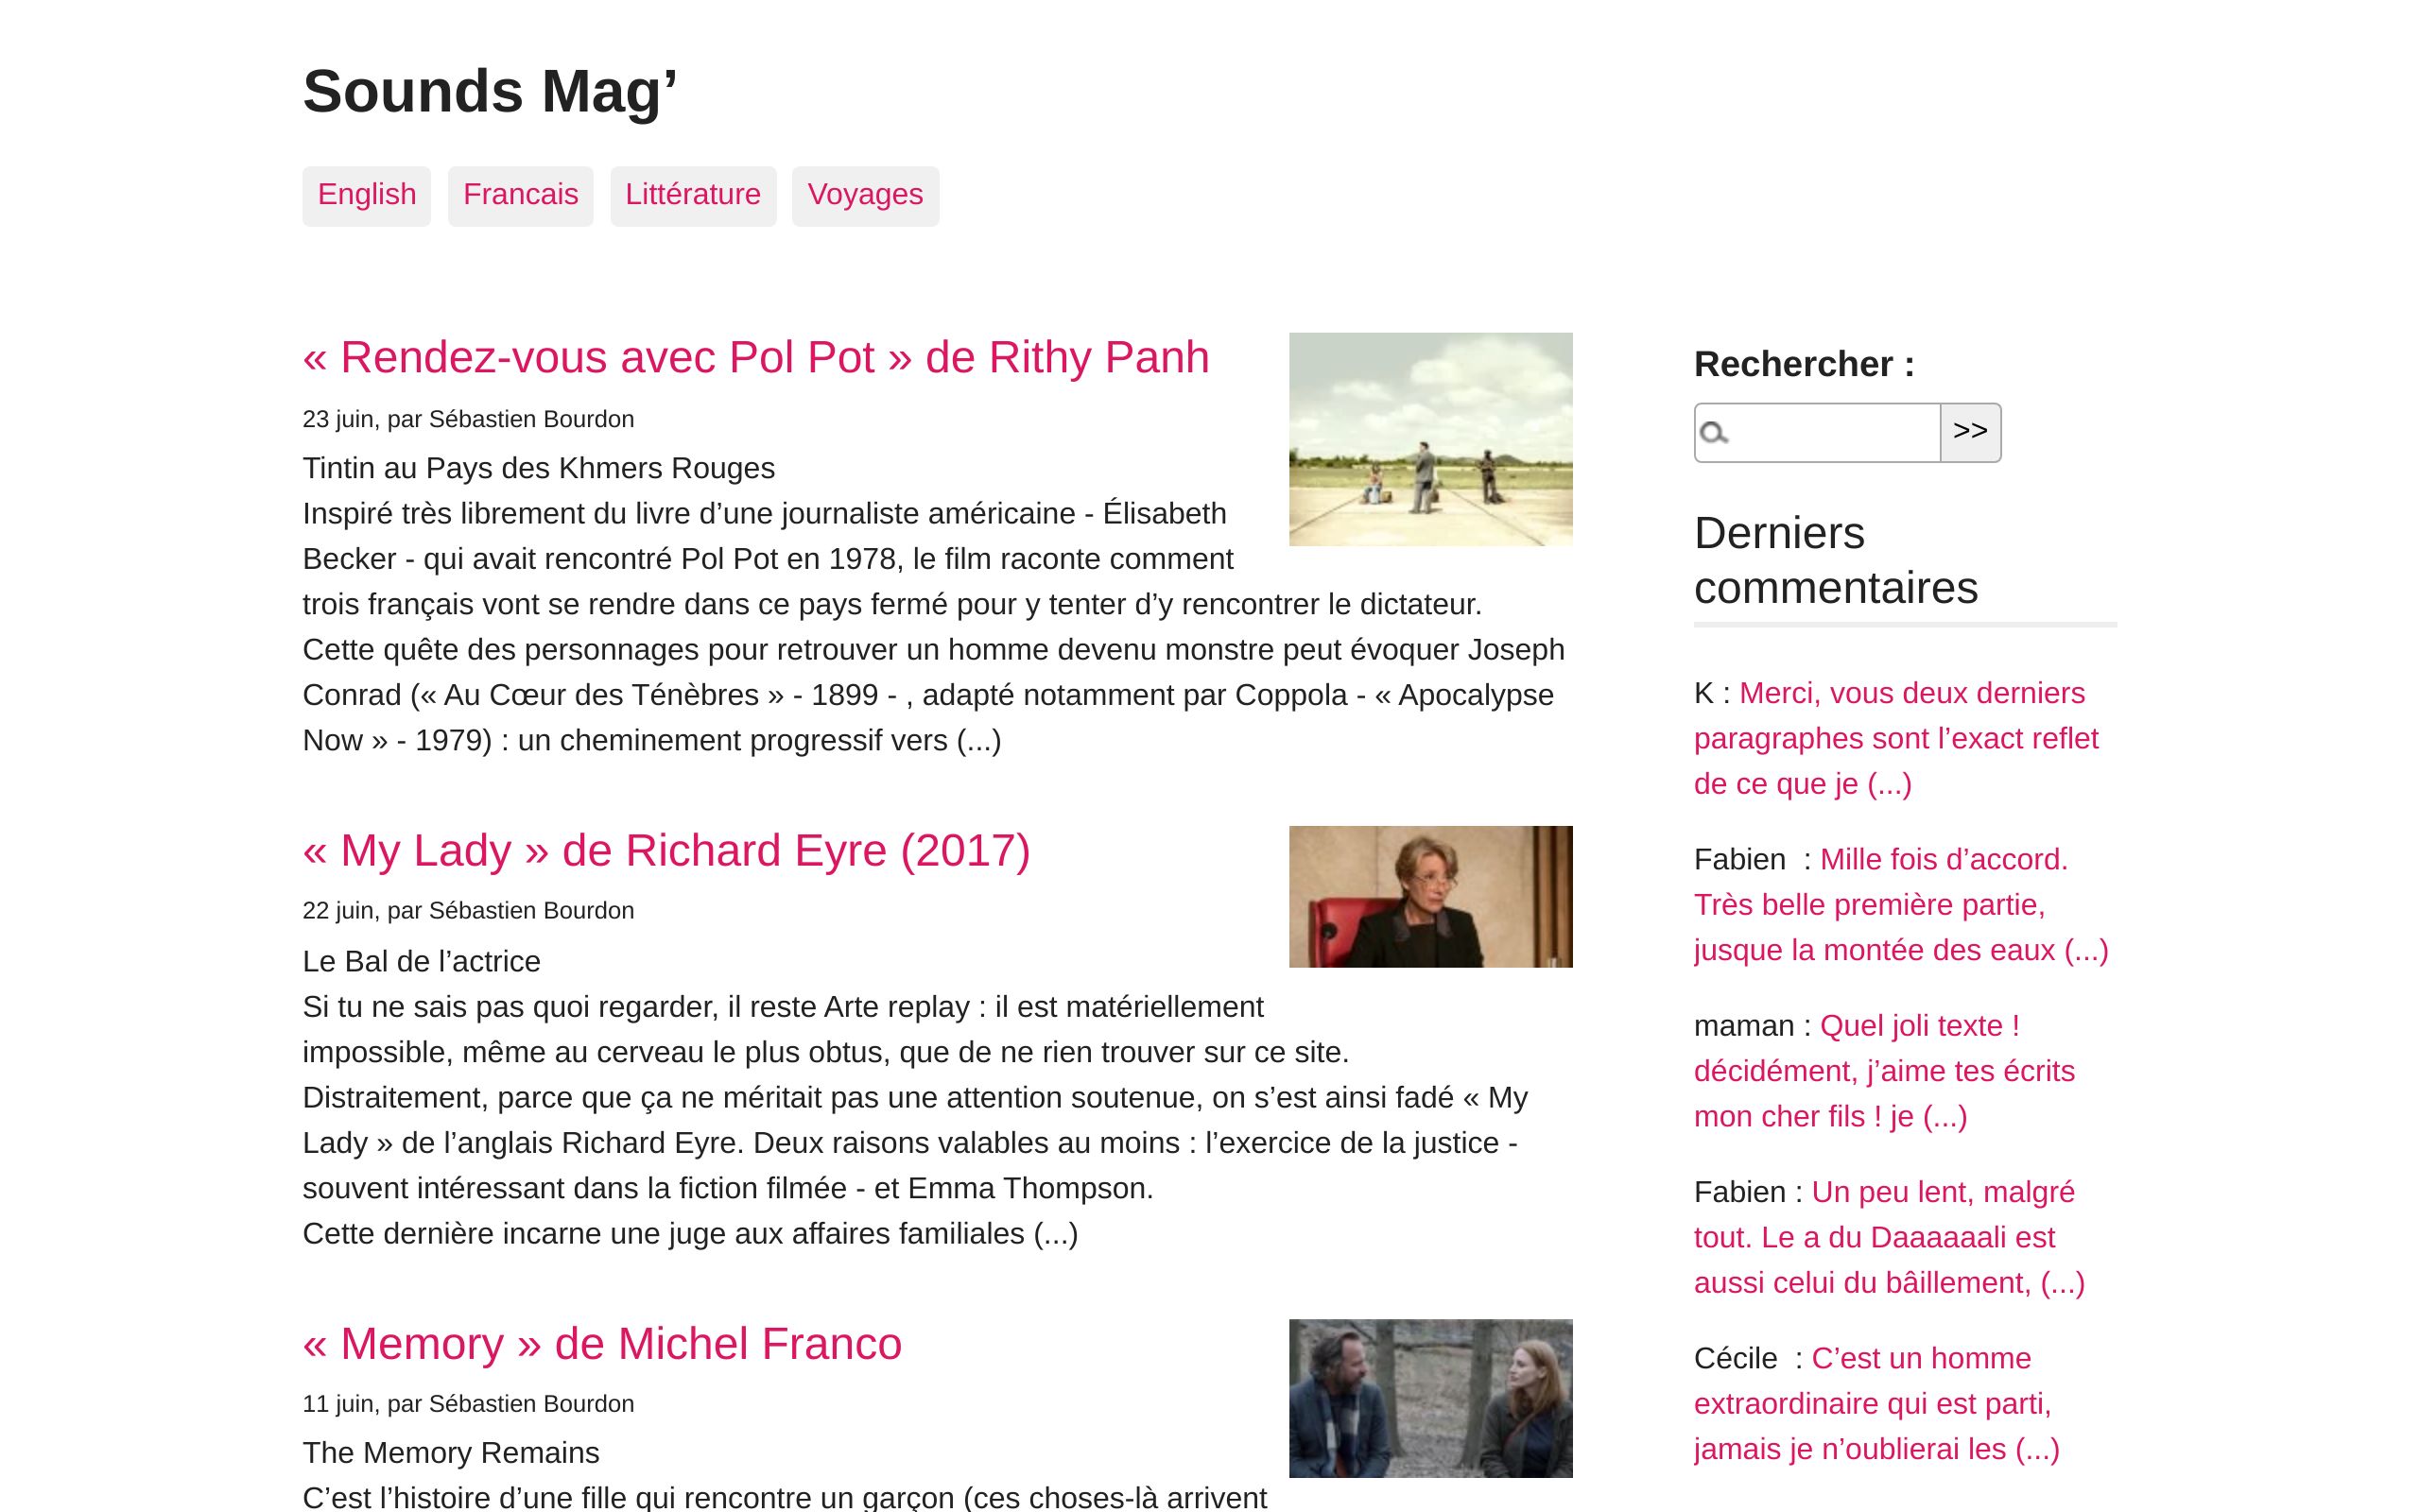 Sounds Mag’
English Francais Littérature Voyages
« Rendez-vous avec Pol Pot » de Rithy Panh
23 juin, par Sébastien Bourdon
Tintin au Pays des Khmers Rouges
Inspiré très librement du livre d’une journaliste américaine - Élisabeth
Becker - qui avait rencontré Pol Pot en 1978, le film raconte comment
trois français vont se rendre dans ce pays fermé pour y tenter d’y rencontrer le dictateur.
Cette quête des personnages pour retrouver un homme devenu monstre peut évoquer Joseph
Conrad (« Au Cœur des Ténèbres » - 1899 - , adapté notamment par Coppola - « Apocalypse
Now » - 1979) : un cheminement progressif vers (...)
« My Lady » de Richard Eyre (2017)
22 juin, par Sébastien Bourdon
Le Bal de l’actrice
Si tu ne sais pas quoi regarder, il reste Arte replay : il est matériellement
impossible, même au cerveau le plus obtus, que de ne rien trouver sur ce site.
Distraitement, parce que ça ne méritait pas une attention soutenue, on s’est ainsi fadé « My
Lady » de l’anglais Richard Eyre. Deux raisons valables au moins : l’exercice de la justice -
souvent intéressant dans la fiction filmée - et Emma Thompson.
Cette dernière incarne une juge aux affaires familiales (...)
« Memory » de Michel Franco
11 juin, par Sébastien Bourdon
The Memory Remains
C’est l’histoire d’une fille qui rencontre un garçon (ces choses-là arrivent
Rechercher :
>>
Derniers
commentaires
K : Merci, vous deux derniers
paragraphes sont l’exact reflet
de ce que je (...)
Fabien  : Mille fois d’accord.
Très belle première partie,
jusque la montée des eaux (...)
maman : Quel joli texte !
décidément, j’aime tes écrits
mon cher fils ! je (...)
Fabien : Un peu lent, malgré
tout. Le a du Daaaaaali est
aussi celui du bâillement, (...)
Cécile  : C’est un homme
extraordinaire qui est parti,
jamais je n’oublierai les (...)